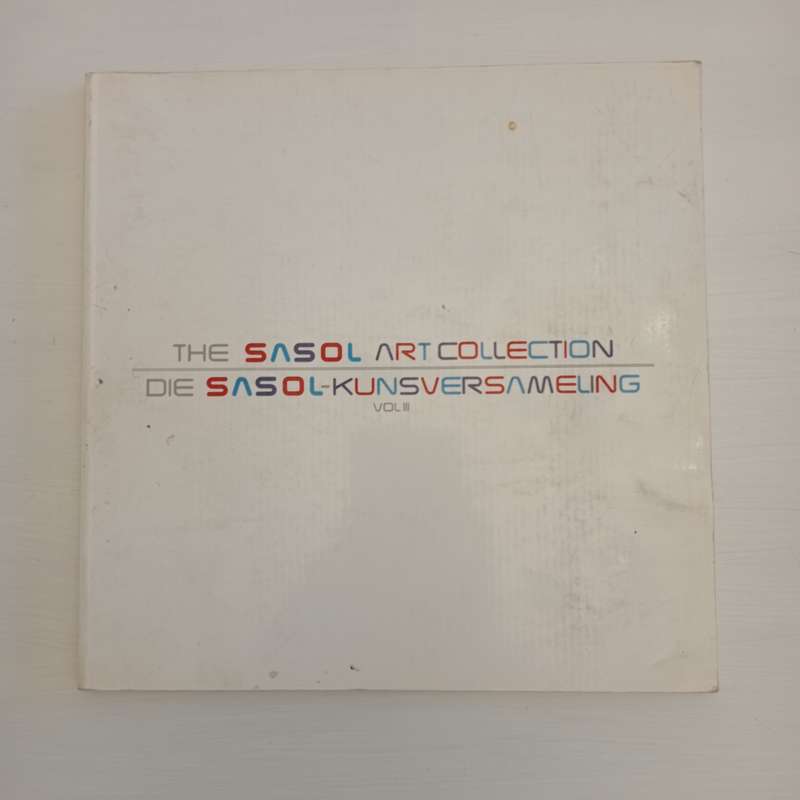 THE SASOL ART COLLECTION
DIE SASOL-KUNSVERSAMELING
VOL III